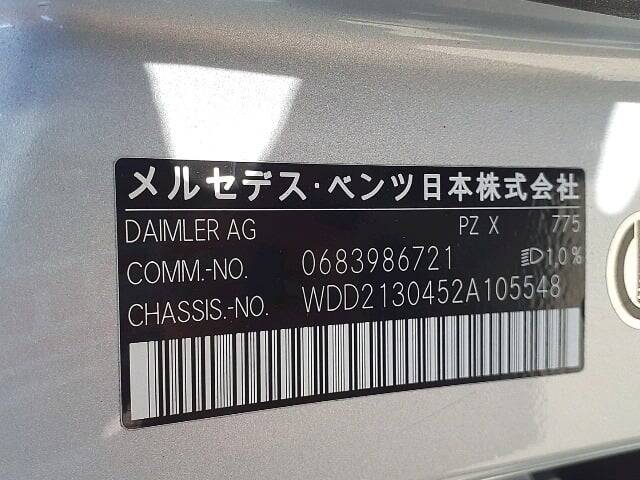 メルセデス・ベンツ日本株式会社
DAIMLER AG PZ X 775
COMM.-NO. 0683986721 1,0%
CHASSIS.-NO. WDD2130452A105548